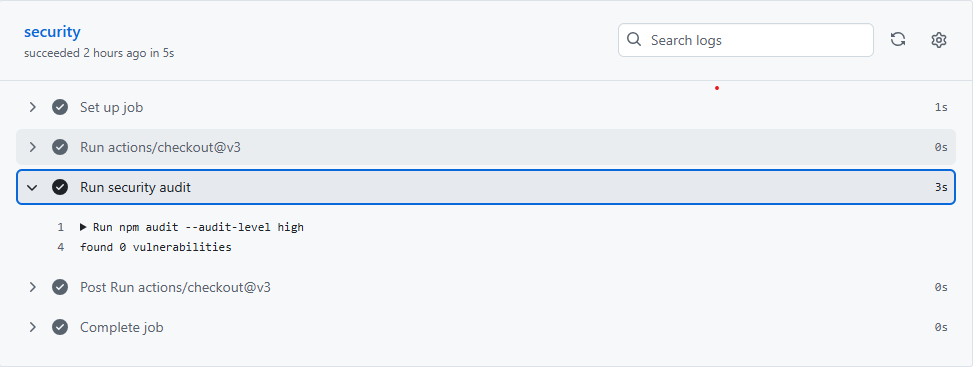 security
succeeded 2 hours ago in 5s
Search logs
Set up job 1s
Run actions/checkout@v3 0s
Run security audit 3s
1 Run npm audit --audit-level high
4 found 0 vulnerabilities
Post Run actions/checkout@v3 0s
Complete job 0s